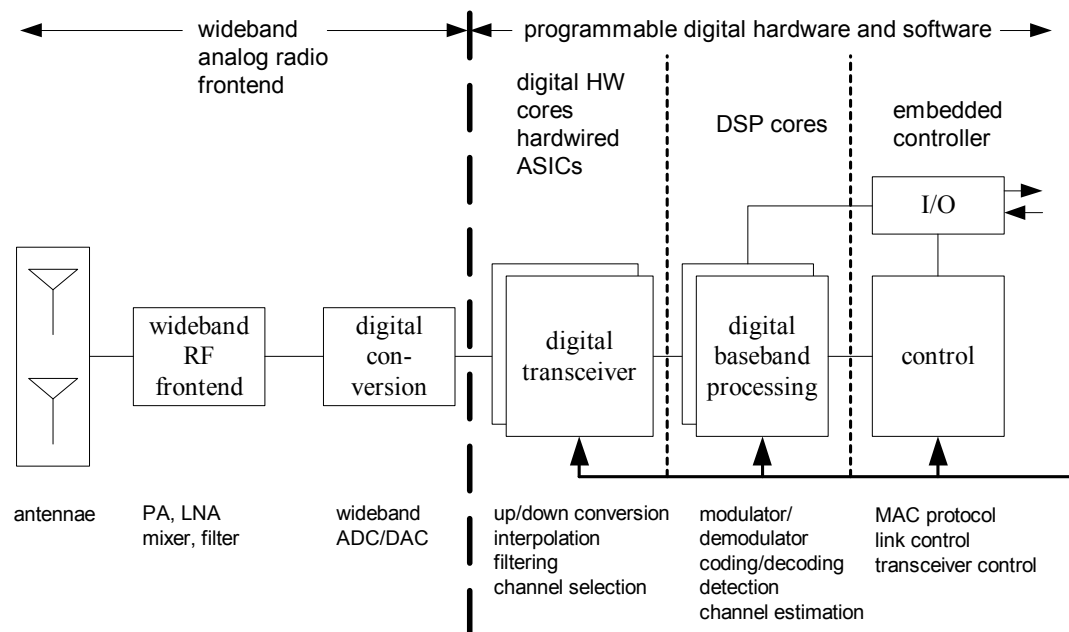 wideband
analog radio
frontend
programmable digital hardware and software
digital HW
cores
hardwired
ASICs
DSP cores
embedded
controller
I/O
wideband
RF
frontend
digital
con-
version
digital
transceiver
digital
baseband
processing
control
antennae
PA, LNA
mixer, filter
wideband
ADC/DAC
up/down conversion
interpolation
filtering
channel selection
modulator/
demodulator
coding/decoding
detection
channel estimation
MAC protocol
link control
transceiver control